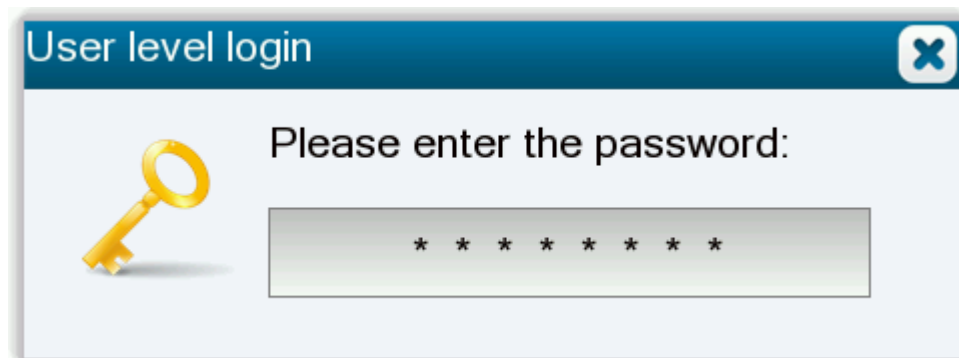 User level login
Please enter the password:
* * * * * * * *